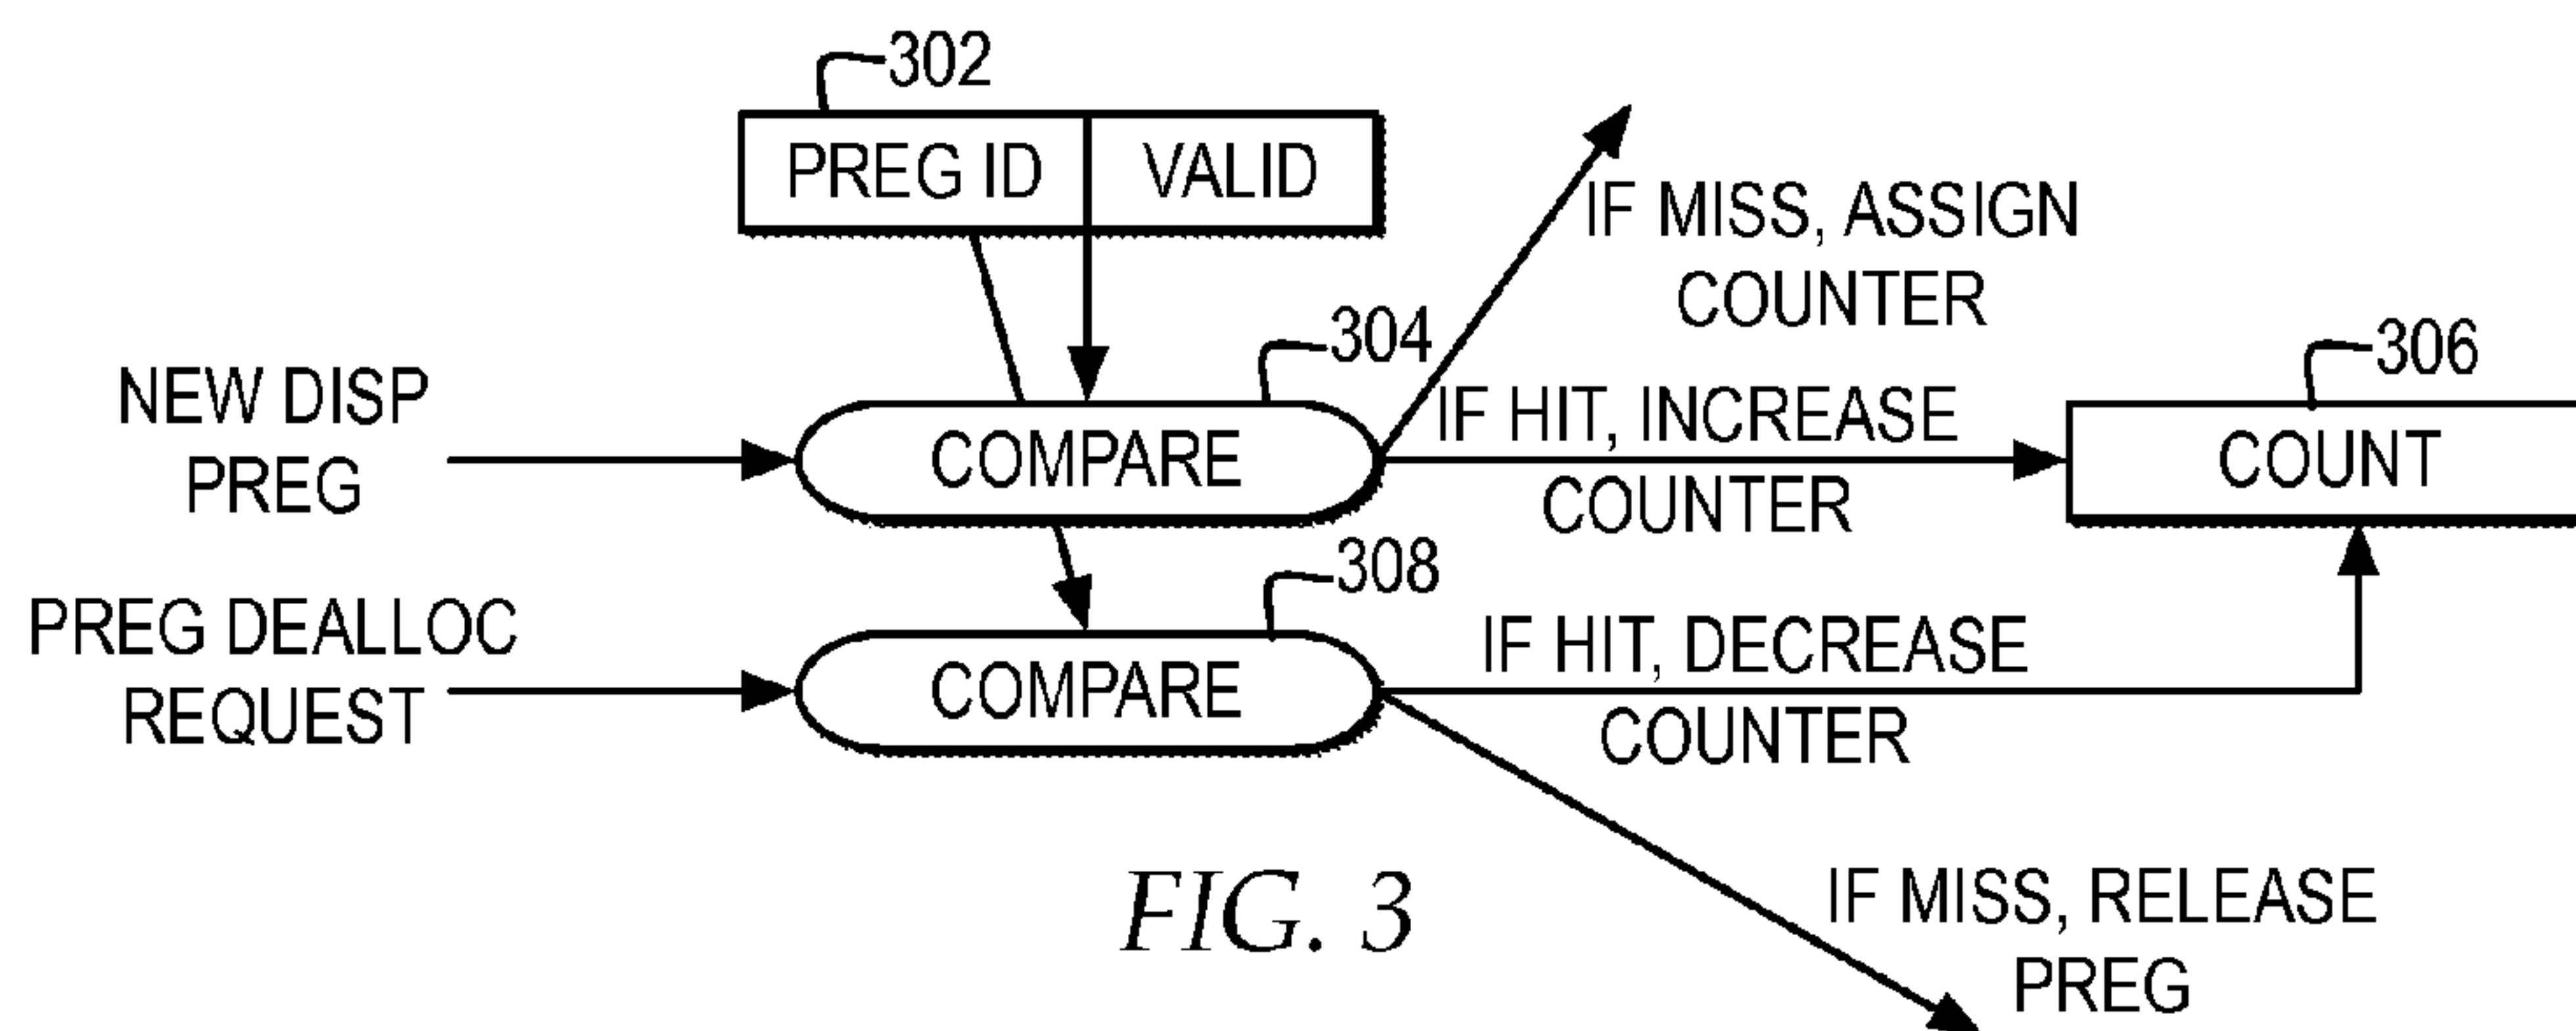 302
PREG ID VALID
IF MISS, ASSIGN
COUNTER
304
306
NEW DISP
PREG
COMPARE
IF HIT, INCREASE
COUNTER
COUNT
308
PREG DEALLOC
REQUEST
COMPARE
IF HIT, DECREASE
COUNTER
IF MISS, RELEASE
PREG
FIG. 3